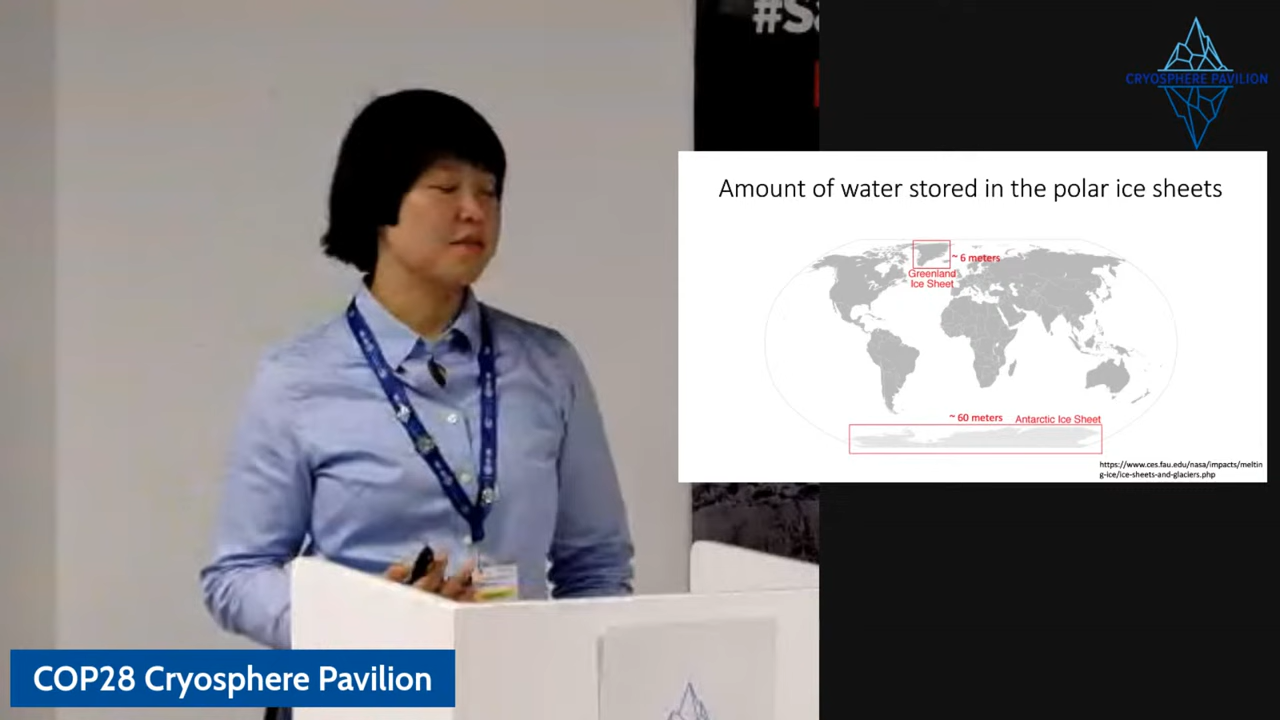 #S
CRYOSPHERE PAVILION
Amount of water stored in the polar ice sheets
~ 6 meters
Greenland
Ice Sheet
~ 60 meters
Antarctic Ice Sheet
https://www.ces.fau.edu/nasa/impacts/meltin
g-ice/ice-sheets-and-glaciers.php
COP28 Cryosphere Pavilion